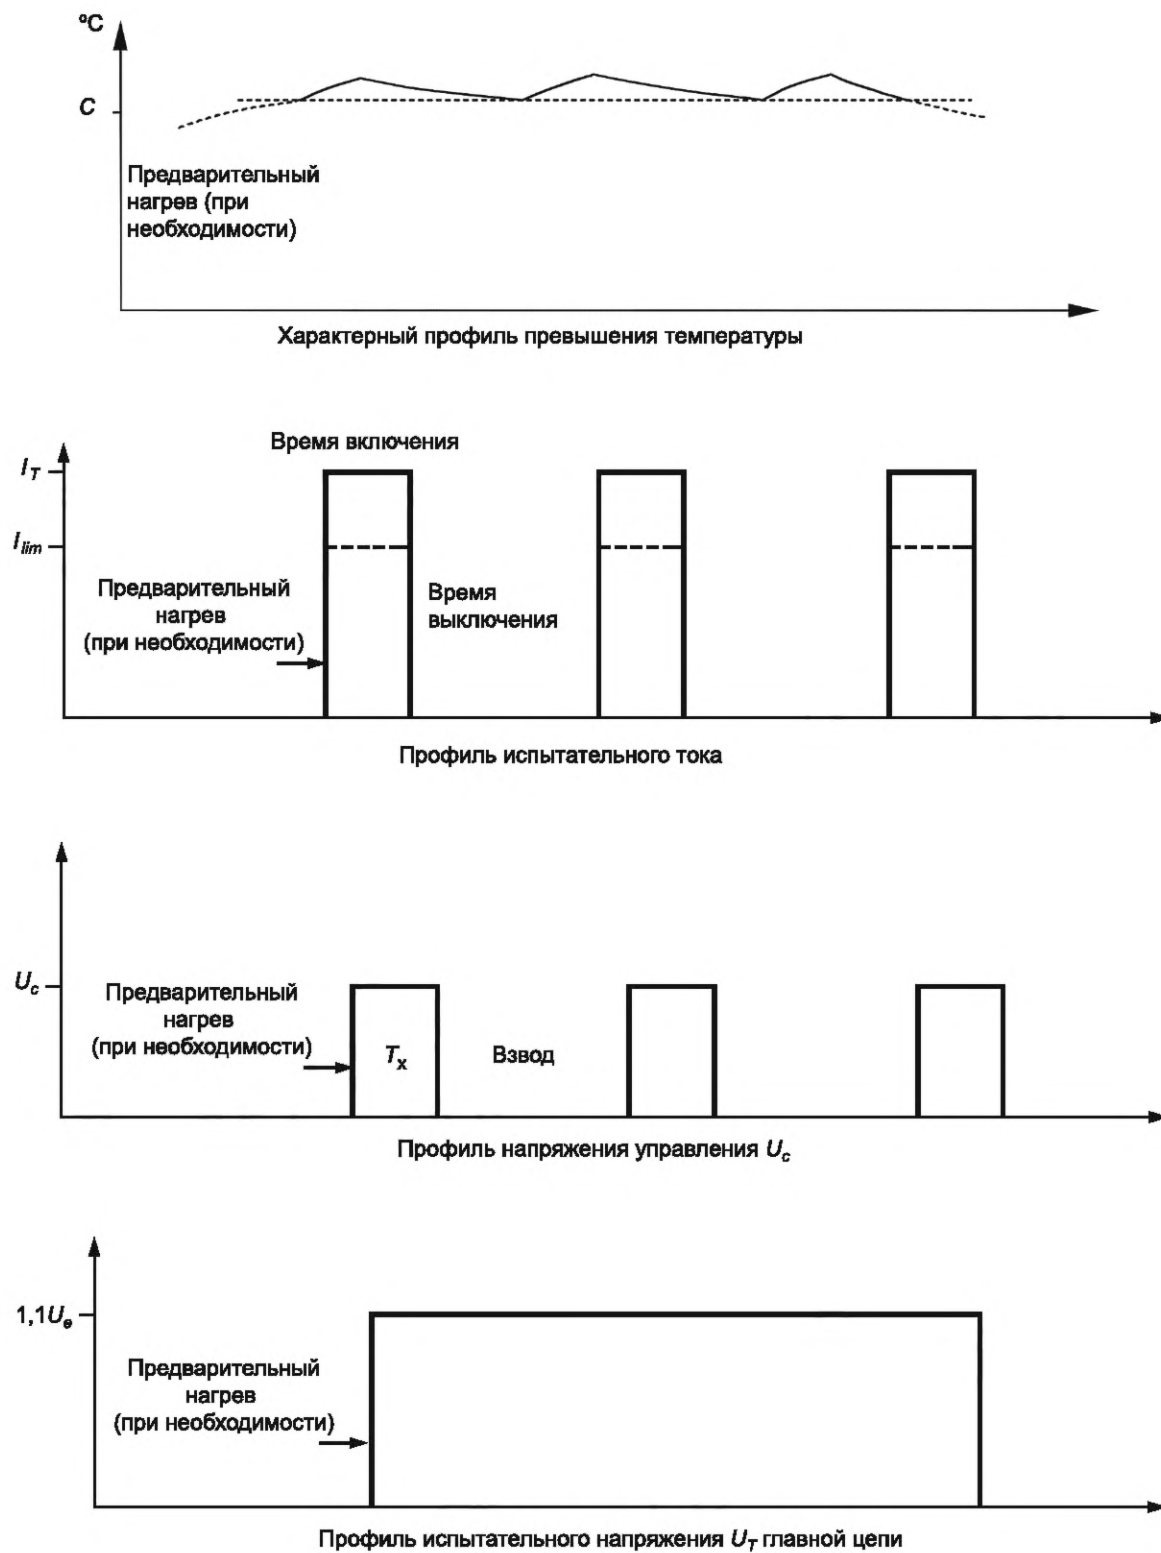 °C
C
Предварительный
нагрев (при
необходимости)
Характерный профиль превышения температуры
Время включения
I_T
I_lim
Предварительный
нагрев
(при необходимости)
Время
выключения
Профиль испытательного тока
U_c
Предварительный
нагрев
(при необходимости)
T_x
Взвод
Профиль напряжения управления U_c
1,1U_e
Предварительный
нагрев
(при необходимости)
Профиль испытательного напряжения U_T главной цепи